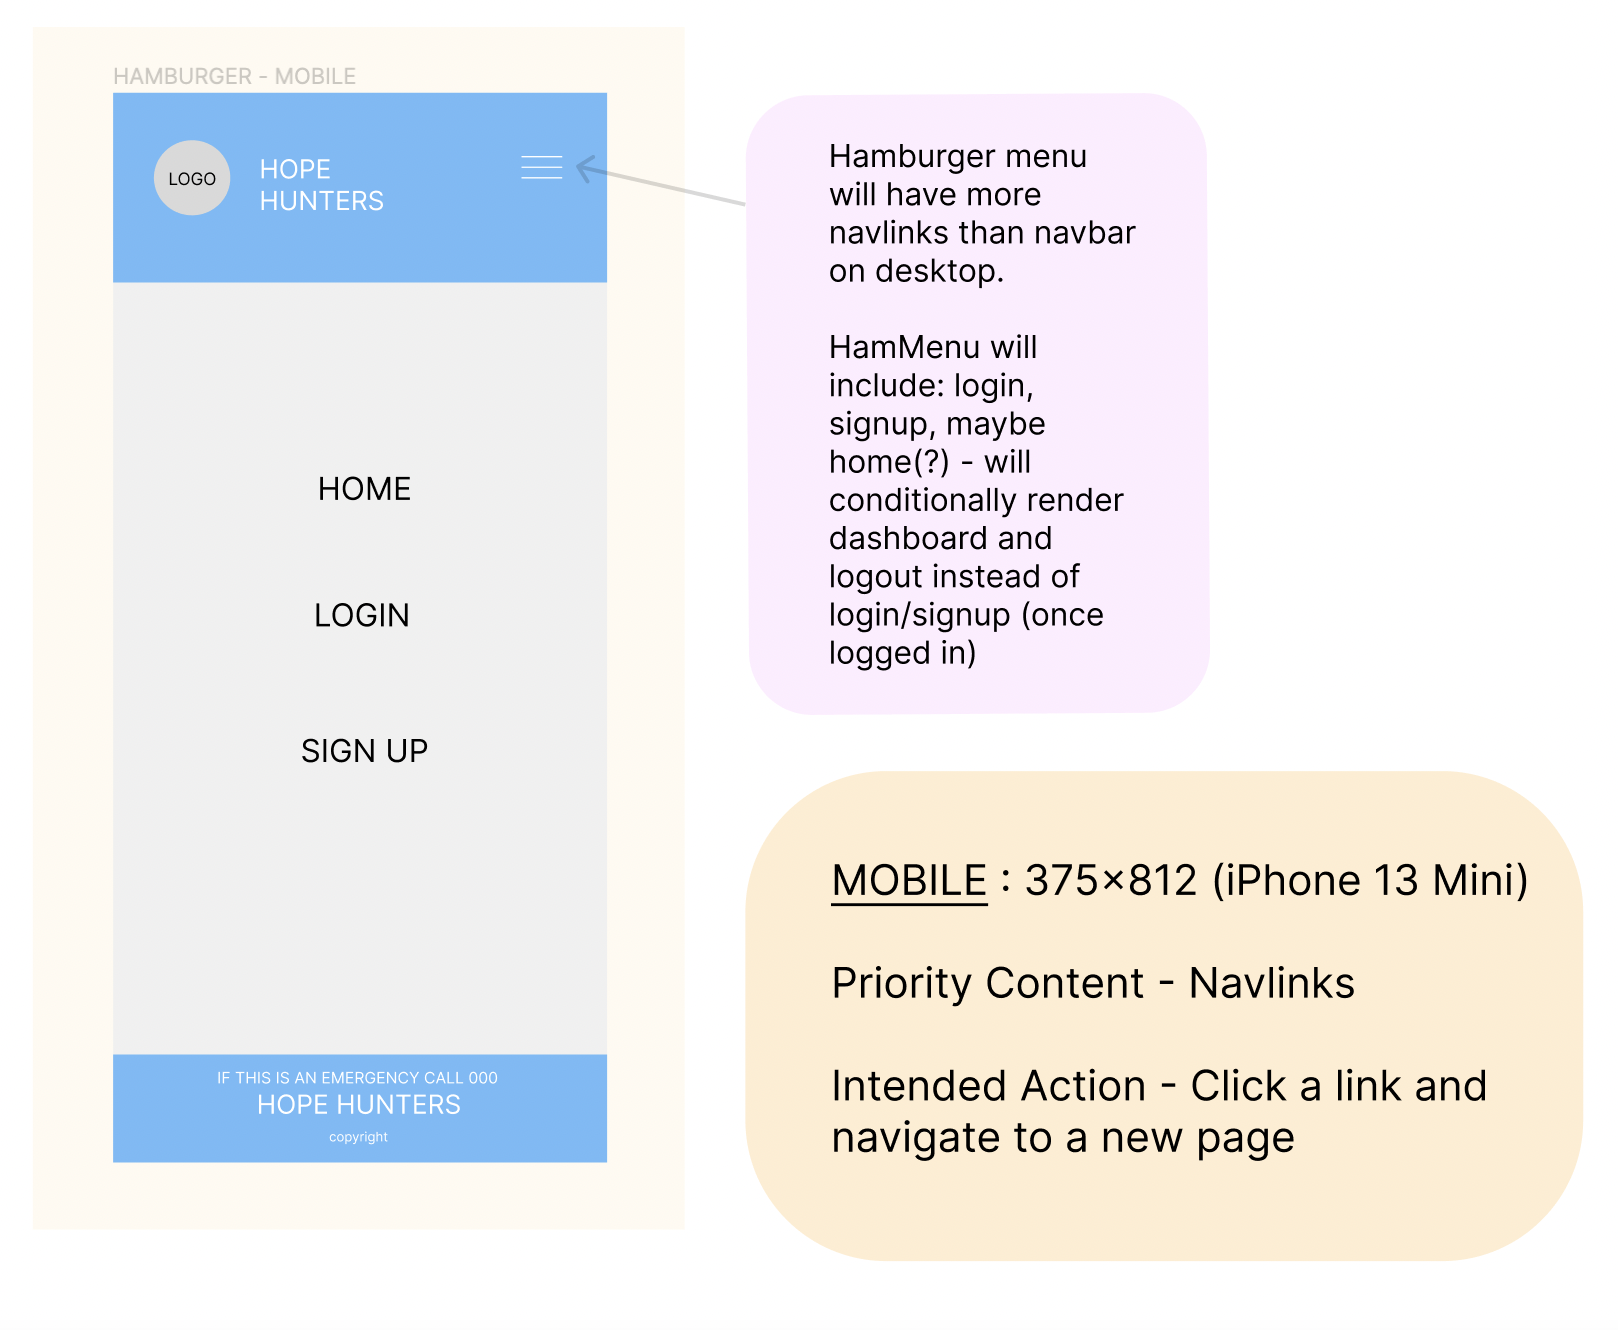 HAMBURGER - MOBILE
LOGO
HOPE
HUNTERS
HOME
LOGIN
SIGN UP
IF THIS IS AN EMERGENCY CALL 000
HOPE HUNTERS
copyright
Hamburger menu
will have more
navlinks than navbar
on desktop.
HamMenu will
include: login,
signup, maybe
home(?) - will
conditionally render
dashboard and
logout instead of
login/signup (once
logged in)
MOBILE : 375×812 (iPhone 13 Mini)
Priority Content - Navlinks
Intended Action - Click a link and
navigate to a new page